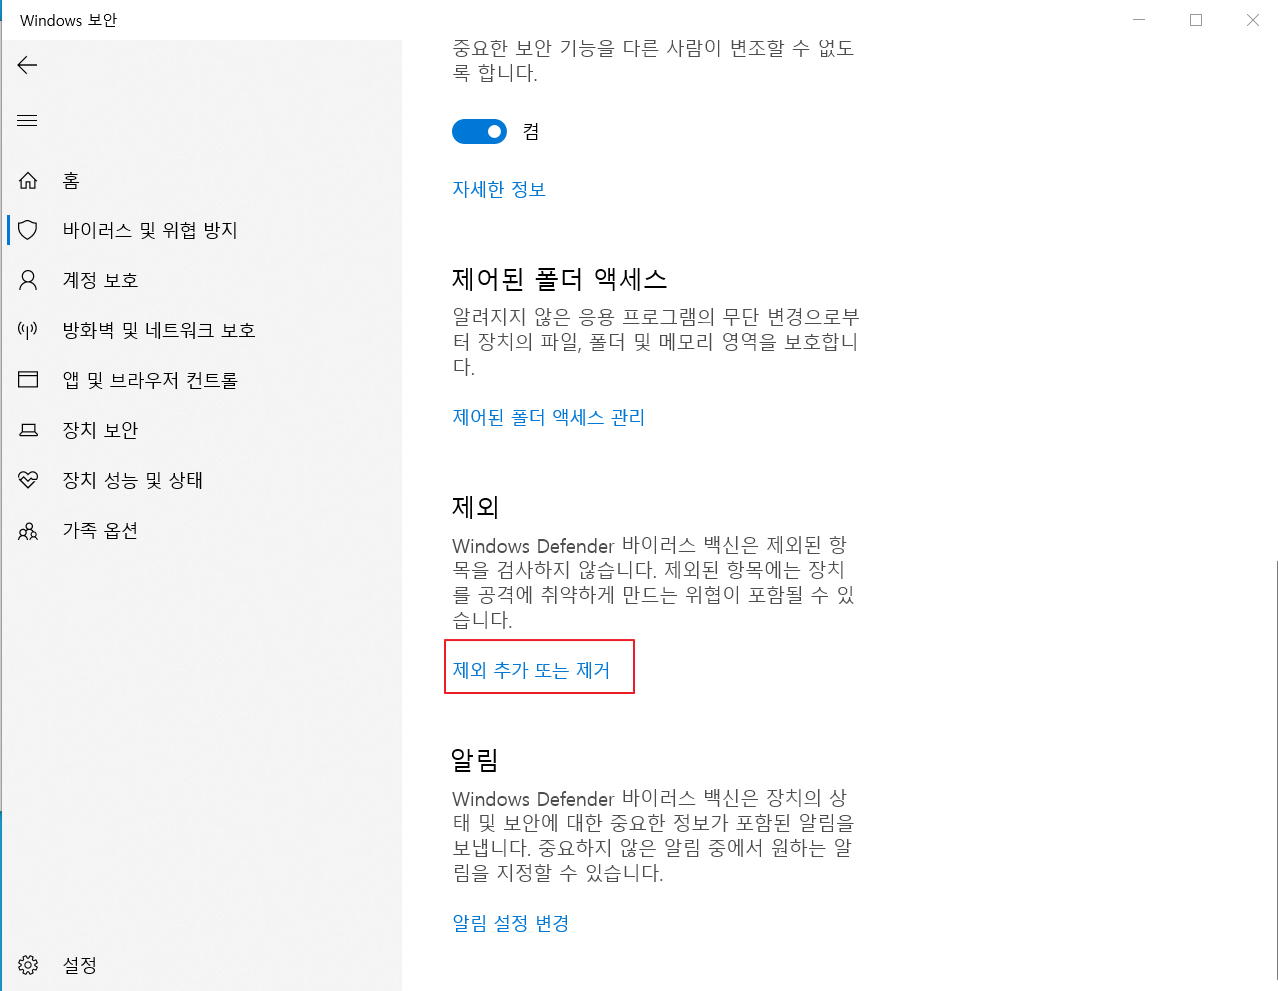 Windows 보안
홈
바이러스 및 위협 방지
계정 보호
방화벽 및 네트워크 보호
앱 및 브라우저 컨트롤
장치 보안
장치 성능 및 상태
가족 옵션
설정
중요한 보안 기능을 다른 사람이 변조할 수 없도
록 합니다.
켬
자세한 정보
제어된 폴더 액세스
알려지지 않은 응용 프로그램의 무단 변경으로부
터 장치의 파일, 폴더 및 메모리 영역을 보호합니
다.
제어된 폴더 액세스 관리
제외
Windows Defender 바이러스 백신은 제외된 항
목을 검사하지 않습니다. 제외된 항목에는 장치
를 공격에 취약하게 만드는 위협이 포함될 수 있
습니다.
제외 추가 또는 제거
알림
Windows Defender 바이러스 백신은 장치의 상
태 및 보안에 대한 중요한 정보가 포함된 알림을
보냅니다. 중요하지 않은 알림 중에서 원하는 알
림을 지정할 수 있습니다.
알림 설정 변경